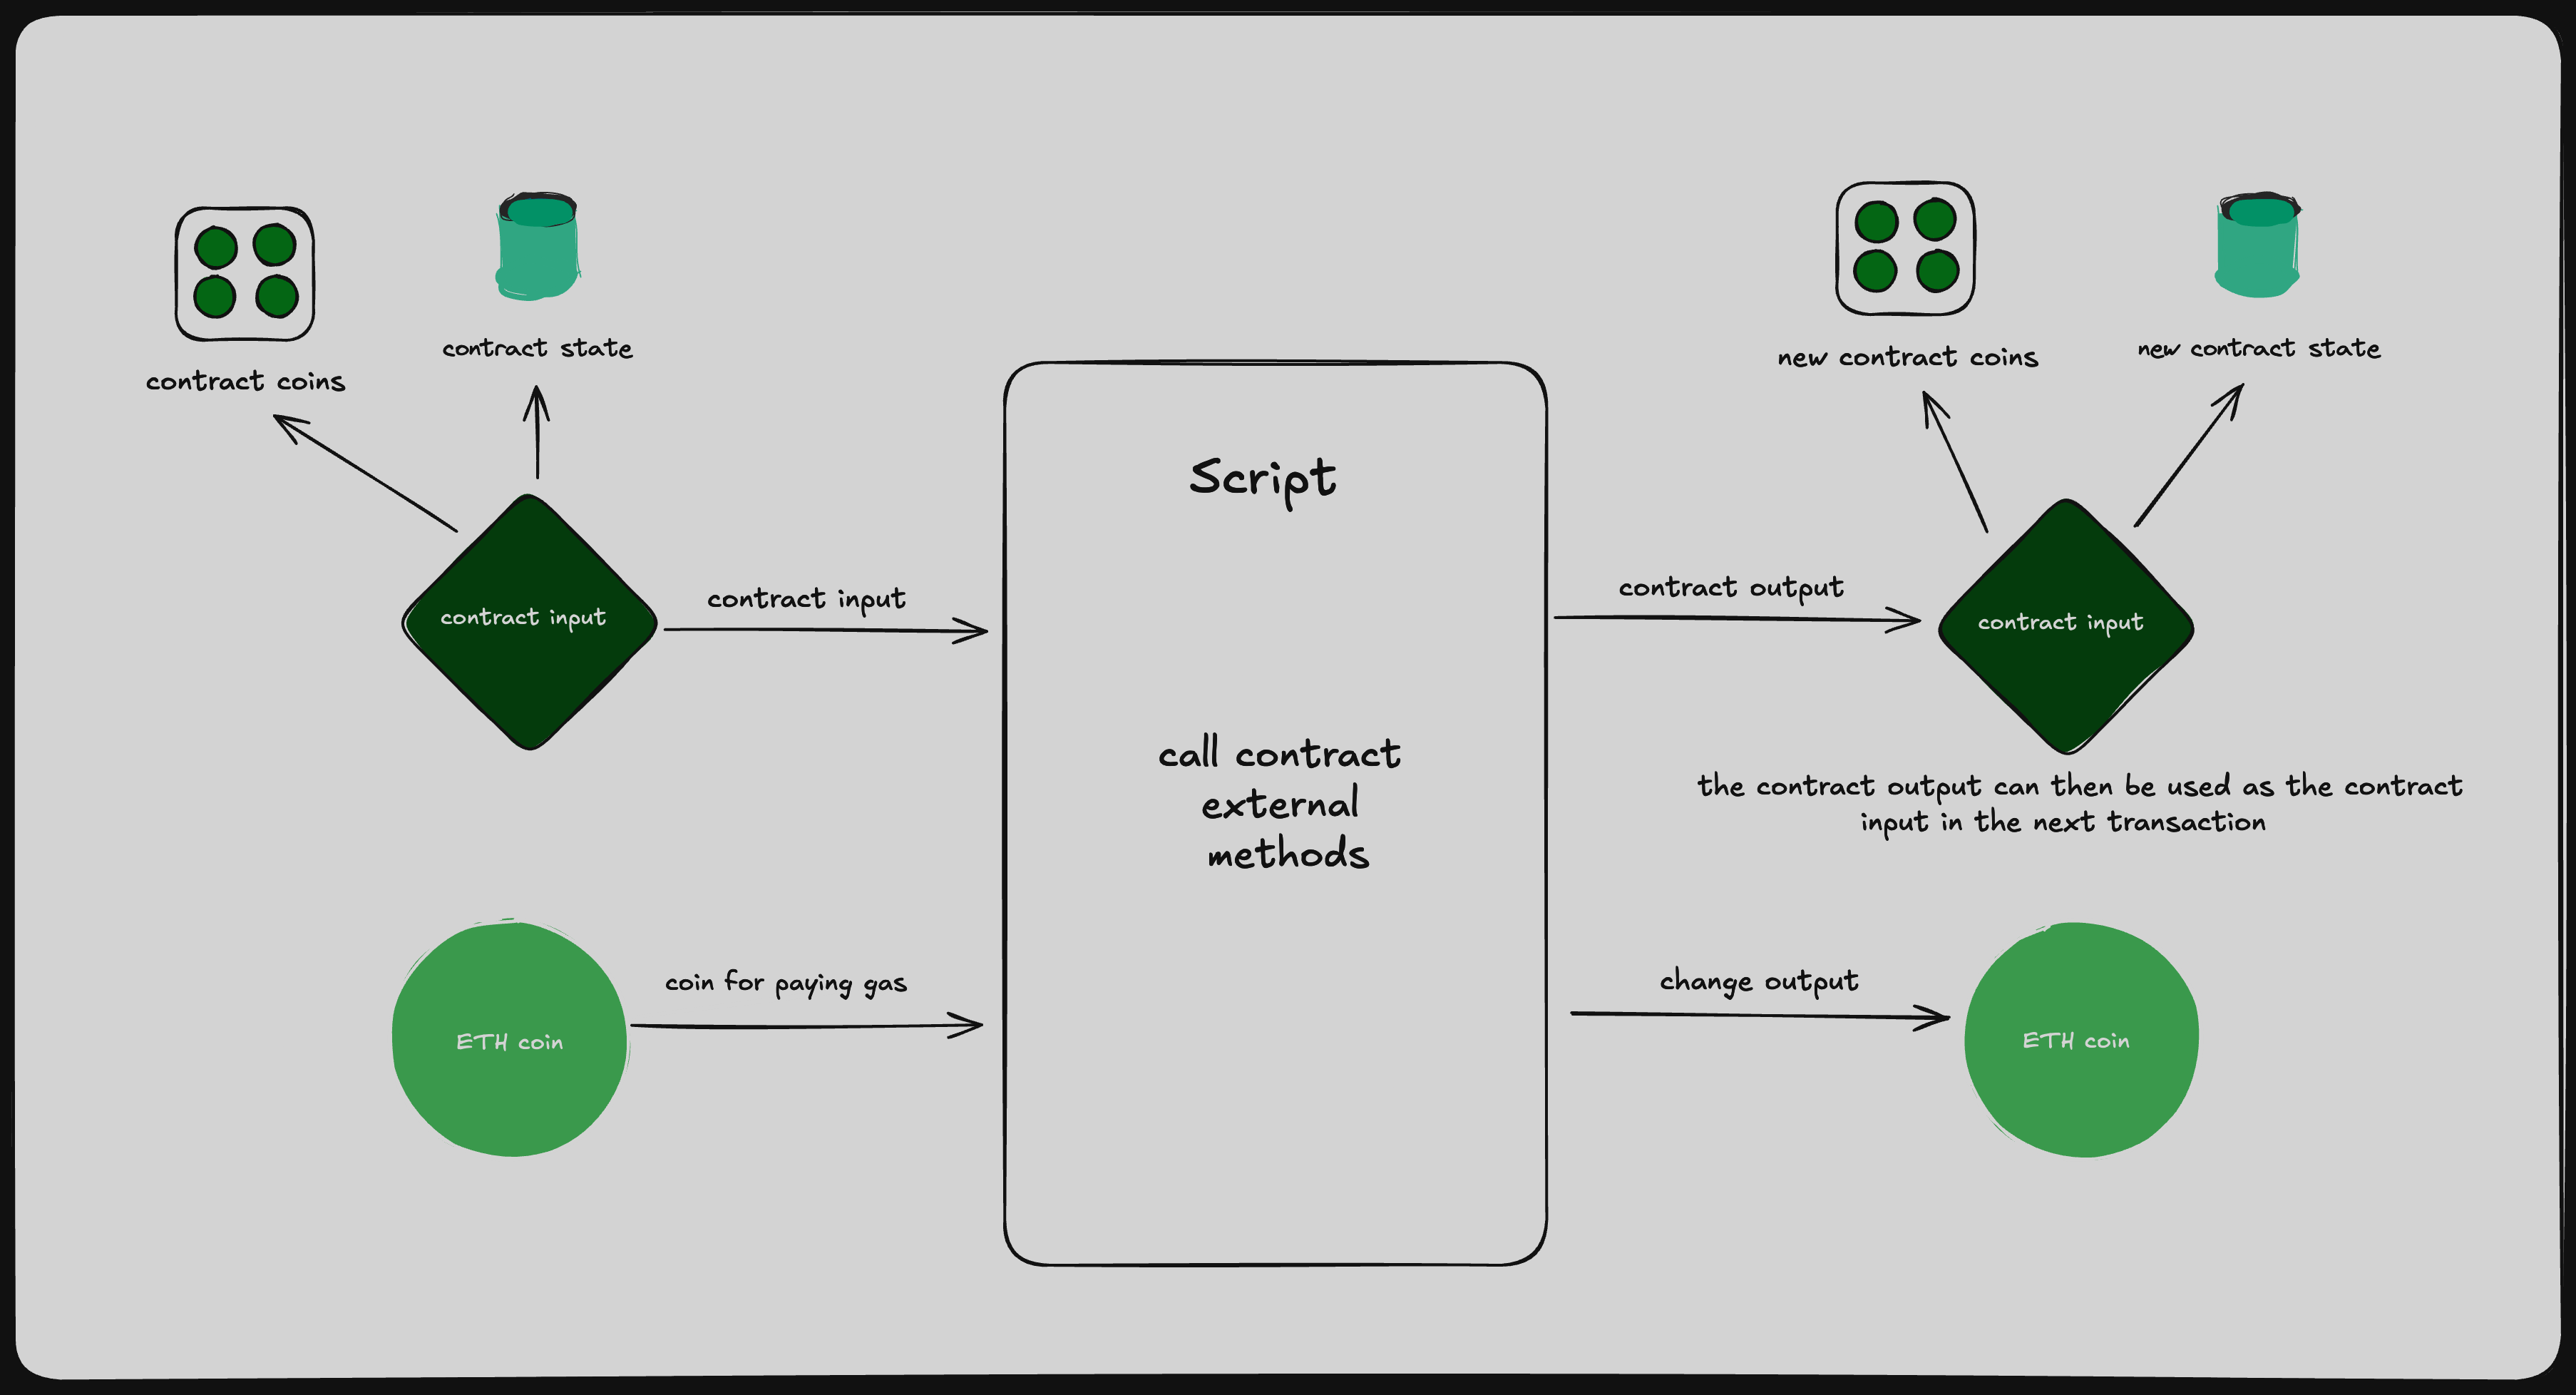 contract coins
contract state
new contract coins
new contract state
Script
contract input
contract input
contract output
contract input
call contract
external
methods
the contract output can then be used as the contract
input in the next transaction
ETH coin
coin for paying gas
change output
ETH coin